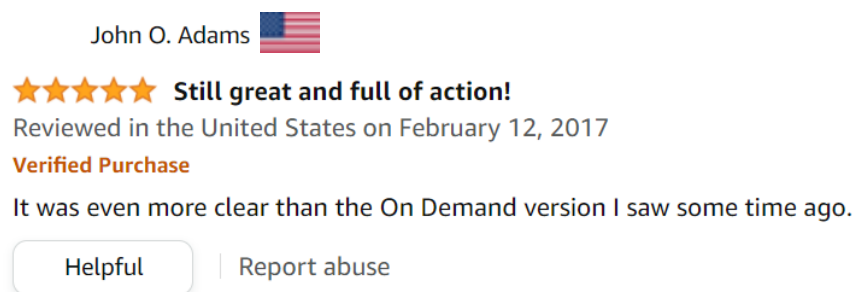 John O. Adams
Still great and full of action!
Reviewed in the United States on February 12, 2017
Verified Purchase
It was even more clear than the On Demand version I saw some time ago.
Helpful
Report abuse